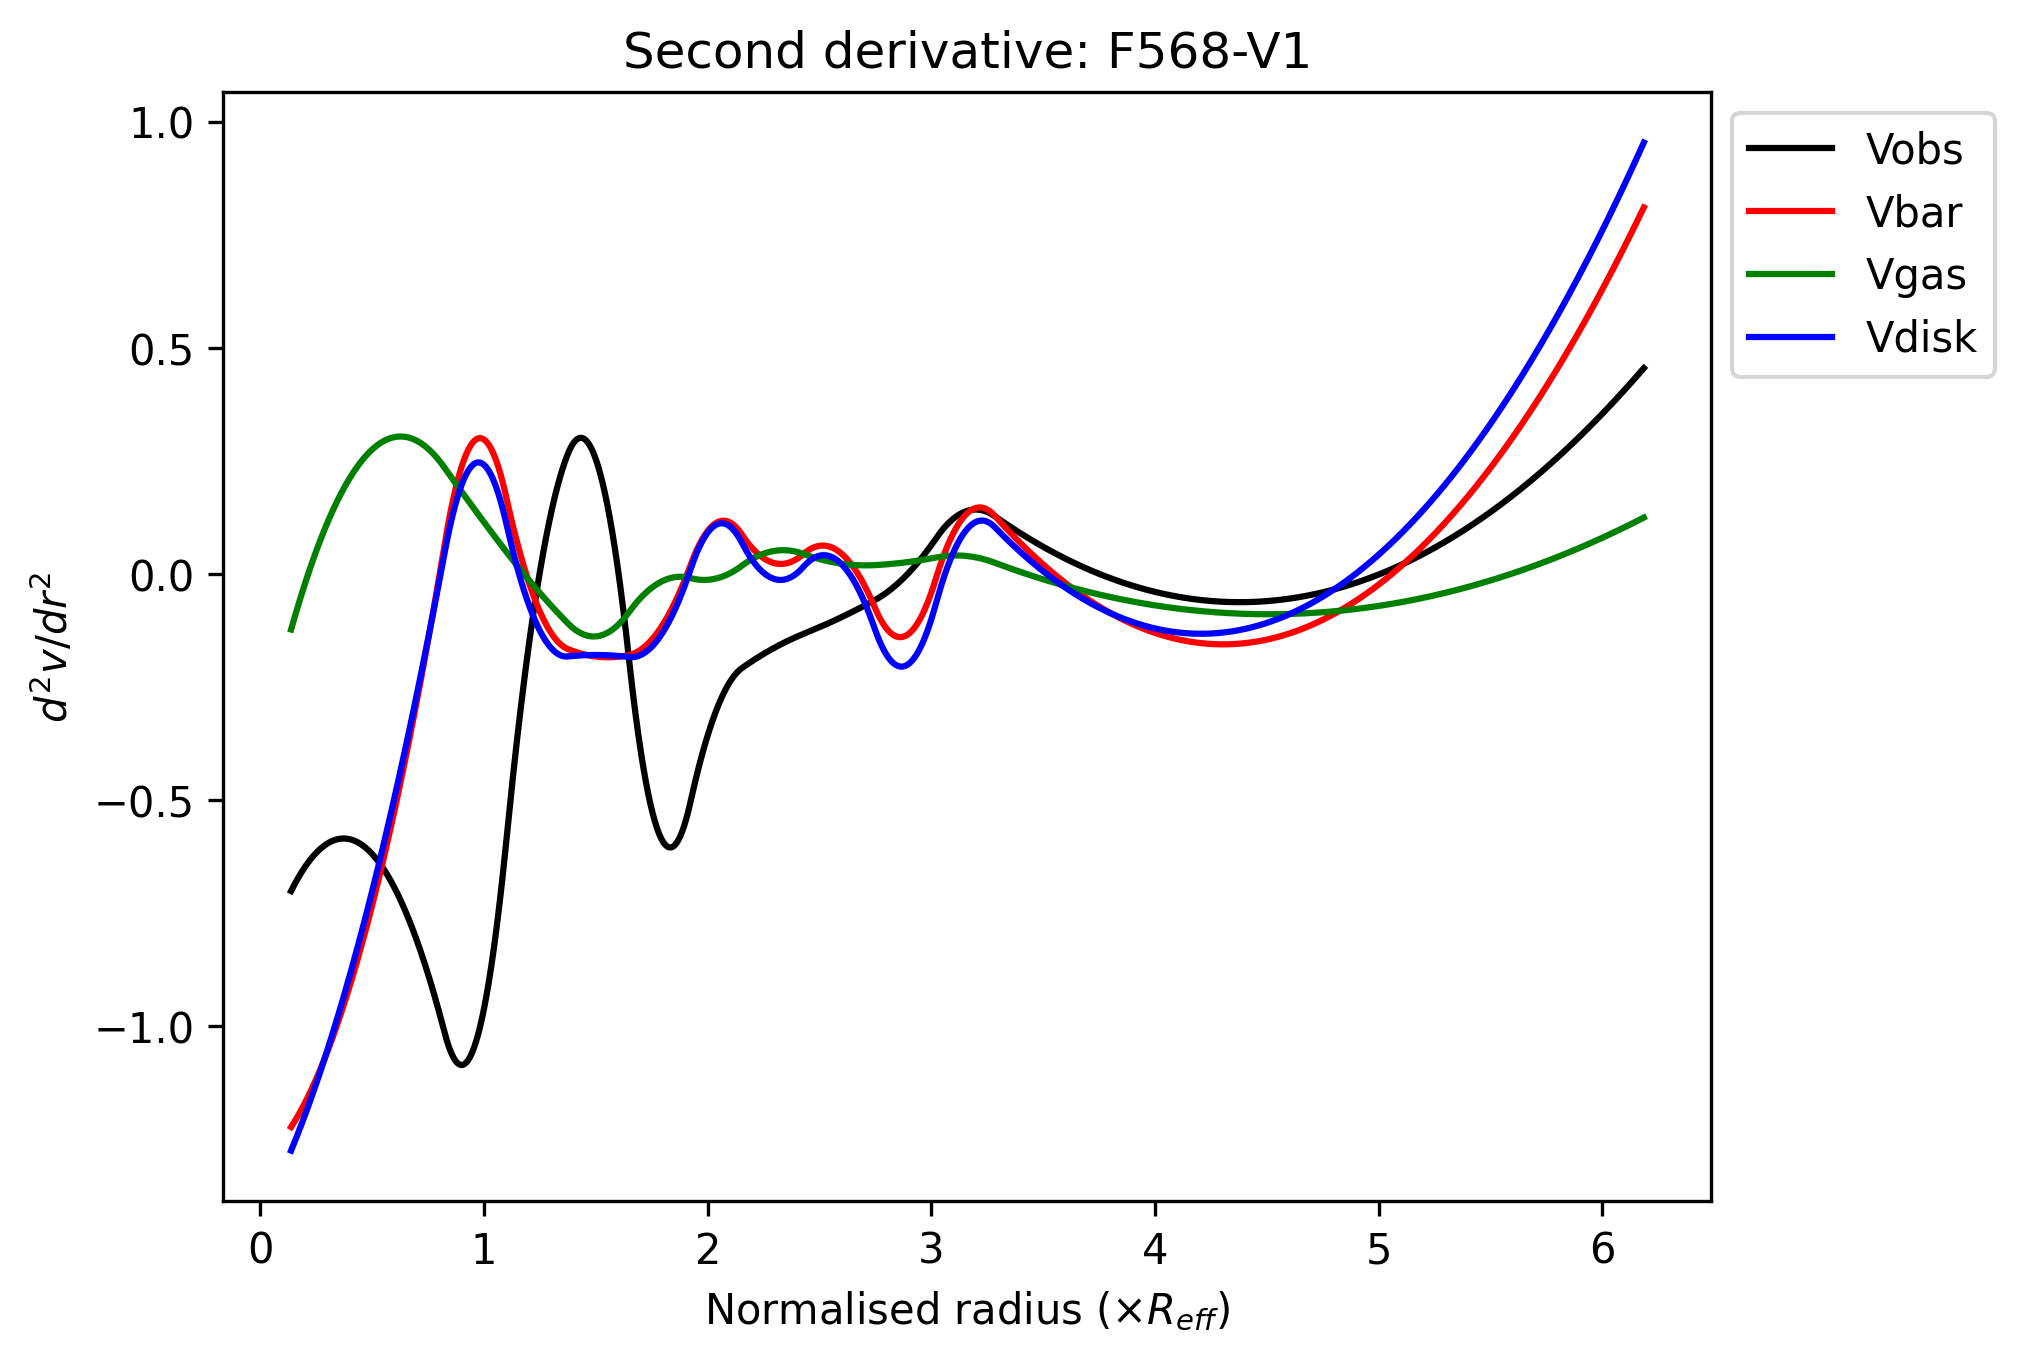 Second derivative: F568-V1
1.0
0.5
0.0
−0.5
−1.0
d²v/dr²
0 1 2 3 4 5 6
Normalised radius (×R_eff)
Vobs
Vbar
Vgas
Vdisk